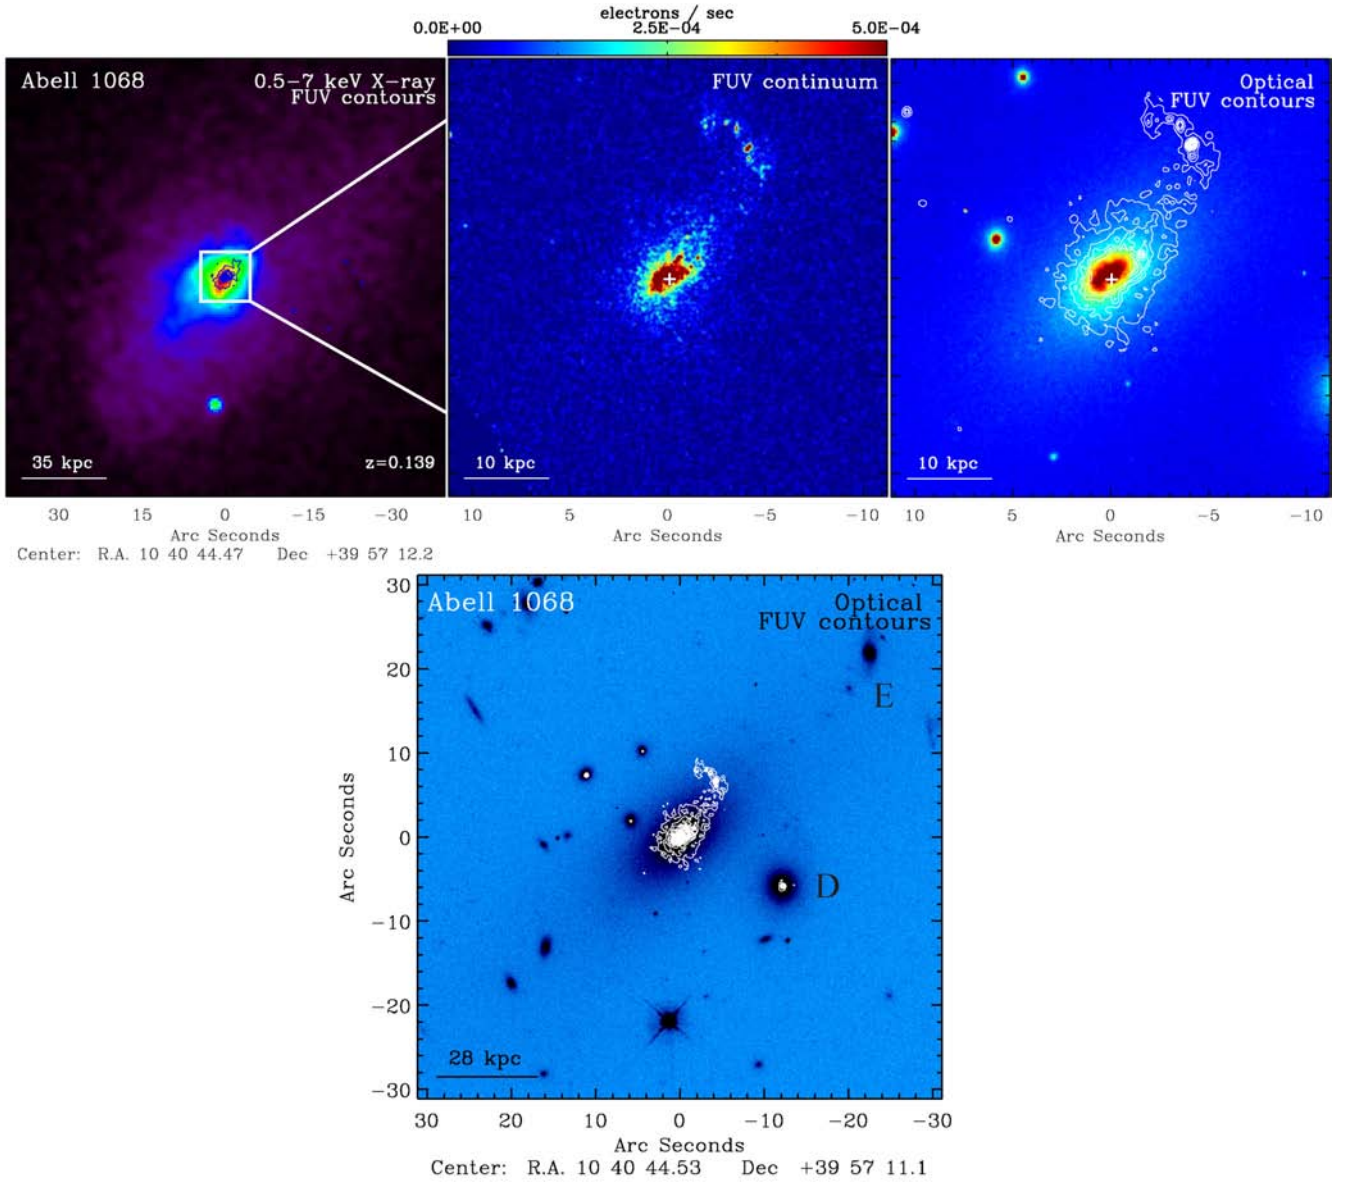 electrons / sec
0.0E+00 2.5E-04 5.0E-04
Abell 1068 0.5-7 keV X-ray
FUV contours
35 kpc z=0.139
30 15 0 -15 -30
Arc Seconds
Center: R.A. 10 40 44.47 Dec +39 57 12.2
FUV continuum
10 kpc
10 5 0 -5 -10
Arc Seconds
Optical
FUV contours
10 kpc
10 5 0 -5 -10
Arc Seconds
Abell 1068 Optical
FUV contours
E
D
28 kpc
30
20
10
0
-10
-20
-30
Arc Seconds
30 20 10 0 -10 -20 -30
Arc Seconds
Center: R.A. 10 40 44.53 Dec +39 57 11.1